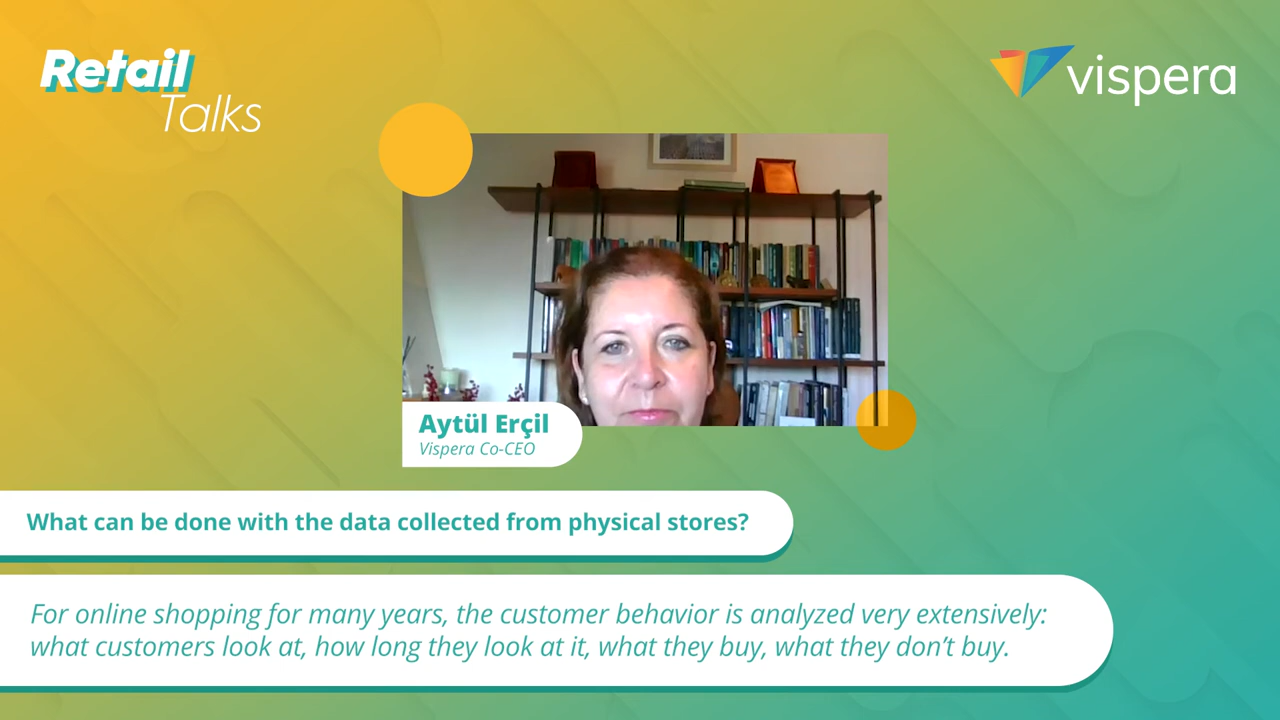 Retail
Talks
vispera
Aytül Erçil
Vispera Co-CEO
What can be done with the data collected from physical stores?
For online shopping for many years, the customer behavior is analyzed very extensively:
what customers look at, how long they look at it, what they buy, what they don’t buy.